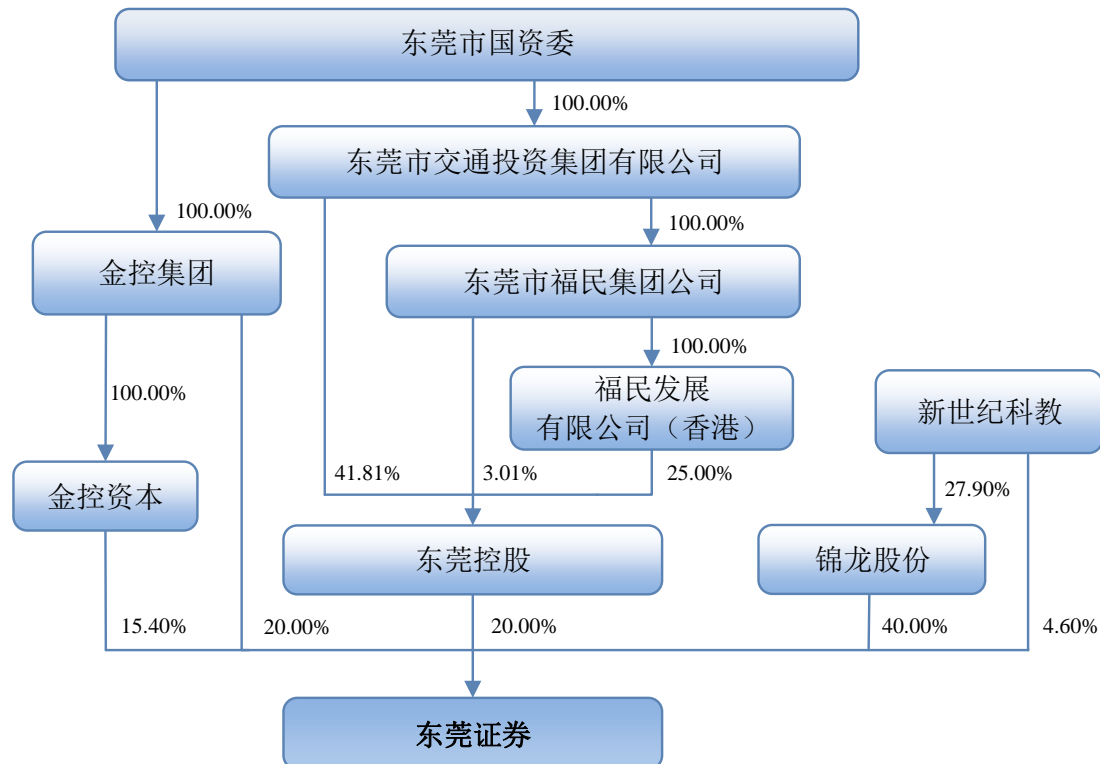 东莞市国资委
100.00%
东莞市交通投资集团有限公司
100.00%
100.00%
金控集团
东莞市福民集团公司
100.00%
100.00%
福民发展
有限公司（香港）
新世纪科教
41.81%
3.01%
25.00%
27.90%
金控资本
东莞控股
锦龙股份
15.40%
20.00%
20.00%
40.00%
4.60%
东莞证券